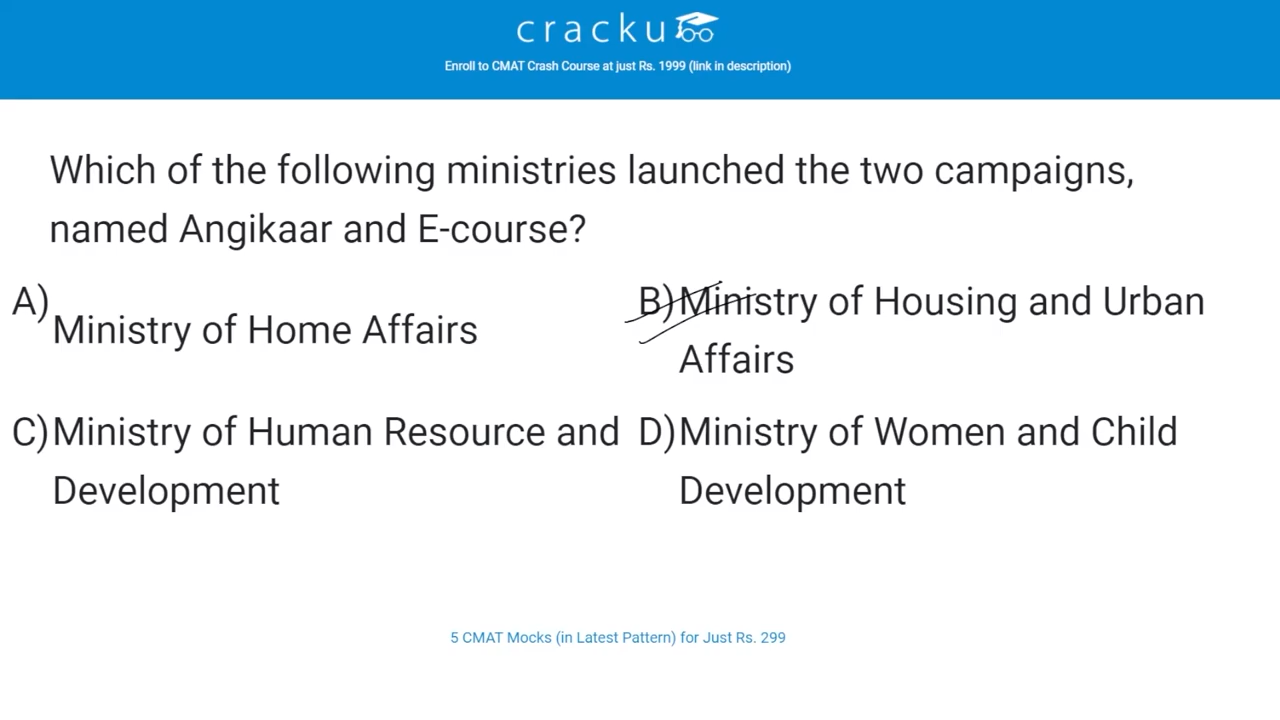 cracku
Enroll to CMAT Crash Course at just Rs. 1999 (link in description)
Which of the following ministries launched the two campaigns,
named Angikaar and E-course?
A)
Ministry of Home Affairs
B)Ministry of Housing and Urban
Affairs
C)Ministry of Human Resource and
Development
D)Ministry of Women and Child
Development
5 CMAT Mocks (in Latest Pattern) for Just Rs. 299